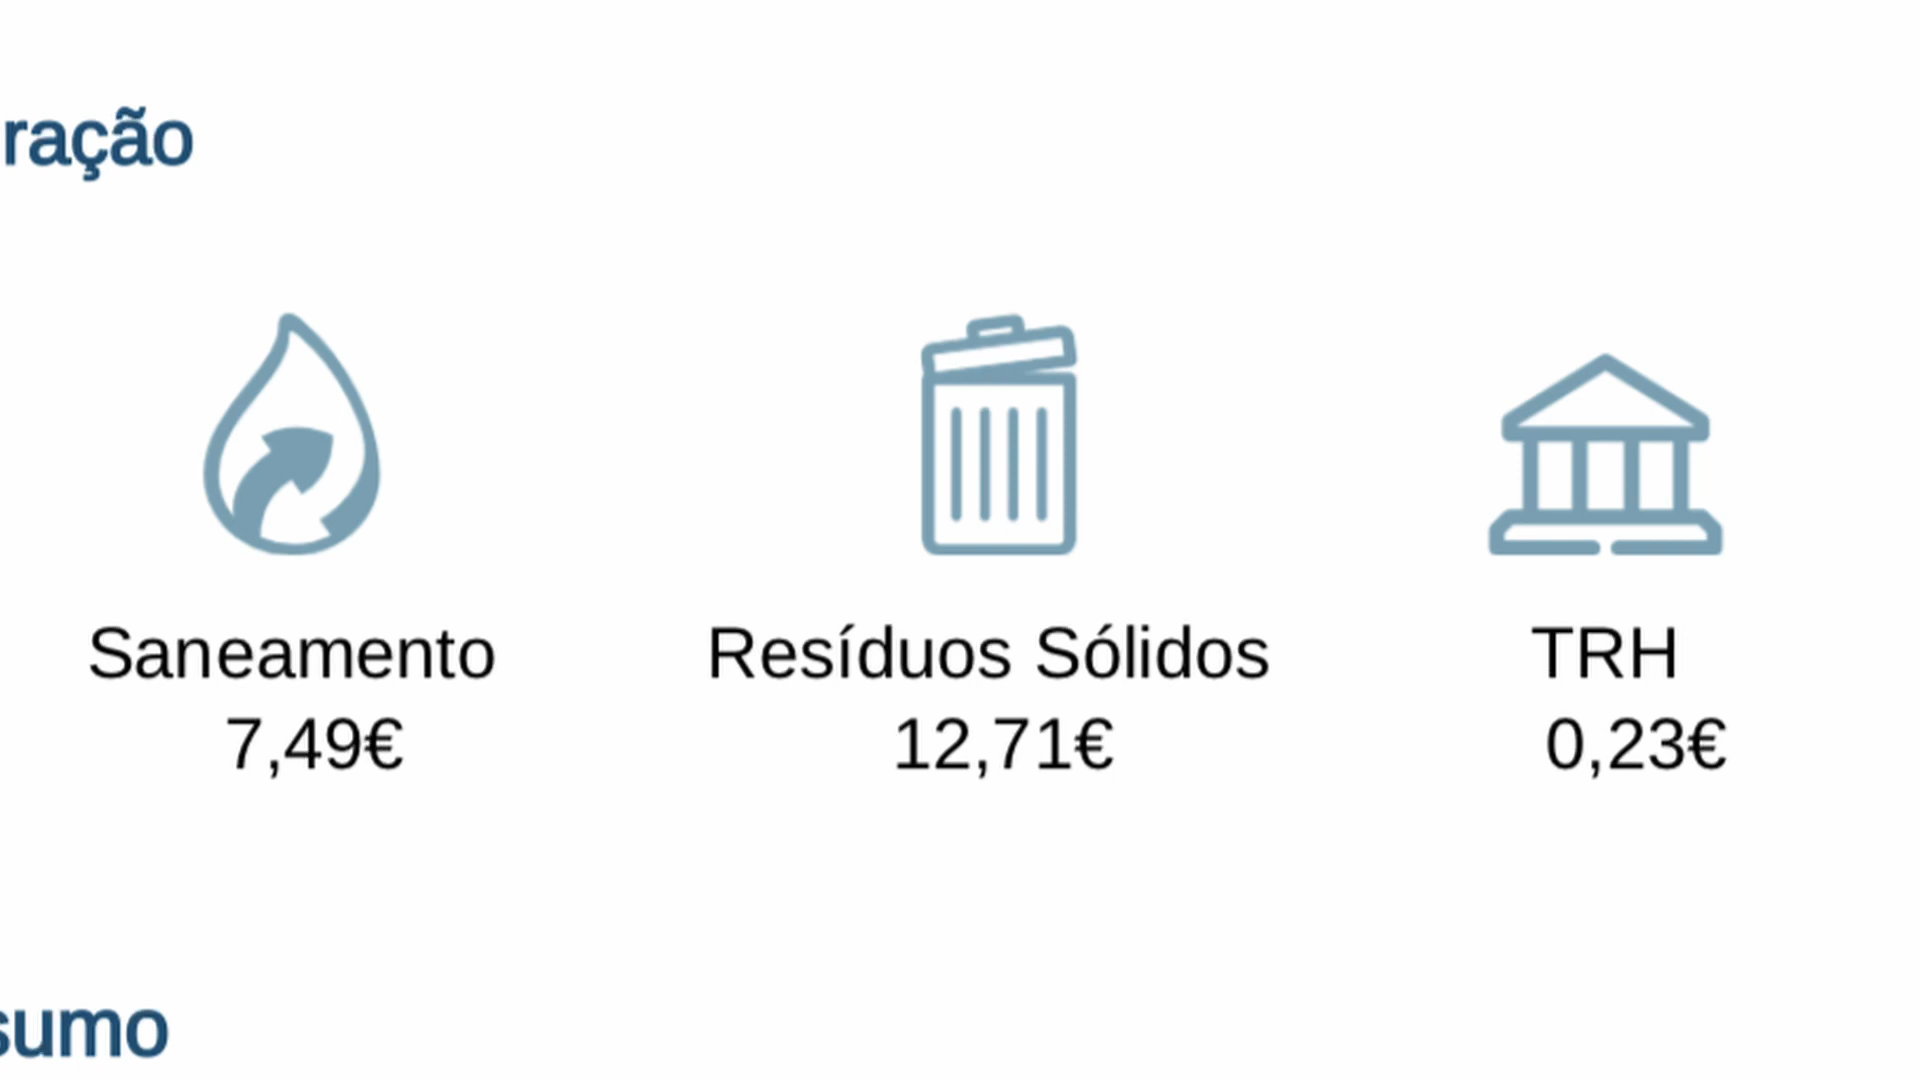 ração
Saneamento
7,49€
Resíduos Sólidos
12,71€
TRH
0,23€
sumo